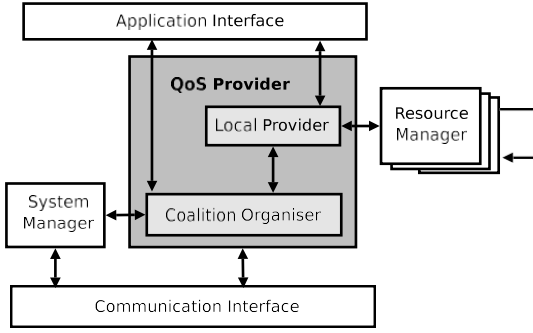 Application Interface
QoS Provider
Local Provider
Resource
Manager
System
Manager
Coalition Organiser
Communication Interface